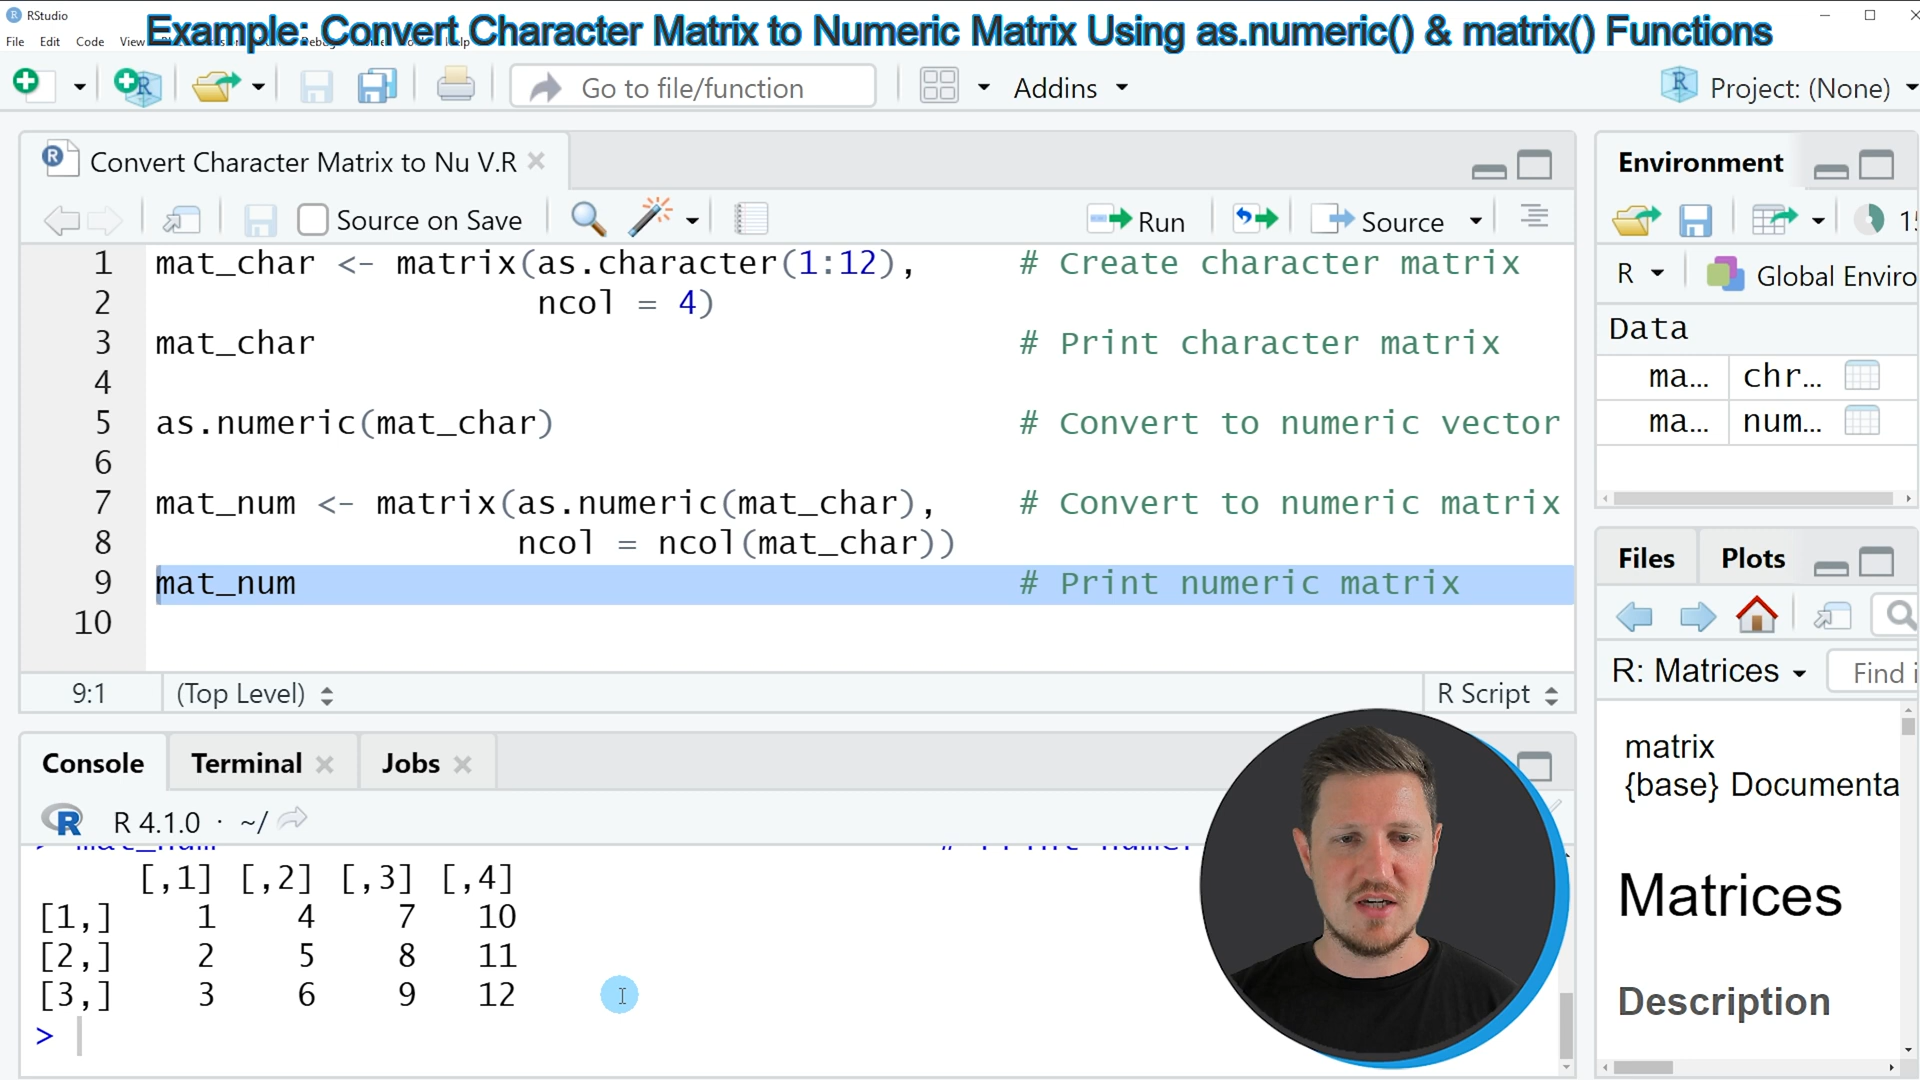 RStudio
Example: Convert Character Matrix to Numeric Matrix Using as.numeric() & matrix() Functions
File Edit Code View
Go to file/function
Addins
Project: (None)
Convert Character Matrix to Nu V.R
Source on Save
Run
Source
1 mat_char <- matrix(as.character(1:12), # Create character matrix
2 ncol = 4)
3 mat_char # Print character matrix
4
5 as.numeric(mat_char) # Convert to numeric vector
6
7 mat_num <- matrix(as.numeric(mat_char), # Convert to numeric matrix
8 ncol = ncol(mat_char))
9 mat_num # Print numeric matrix
10
9:1 (Top Level) R Script
Console Terminal Jobs
R 4.1.0 · ~/
> mat_num # Print numer
[,1] [,2] [,3] [,4]
[1,] 1 4 7 10
[2,] 2 5 8 11
[3,] 3 6 9 12
>
Environment
R Global Enviro
Data
ma... chr...
ma... num...
Files Plots
R: Matrices Find i
matrix
{base} Documenta
Matrices
Description